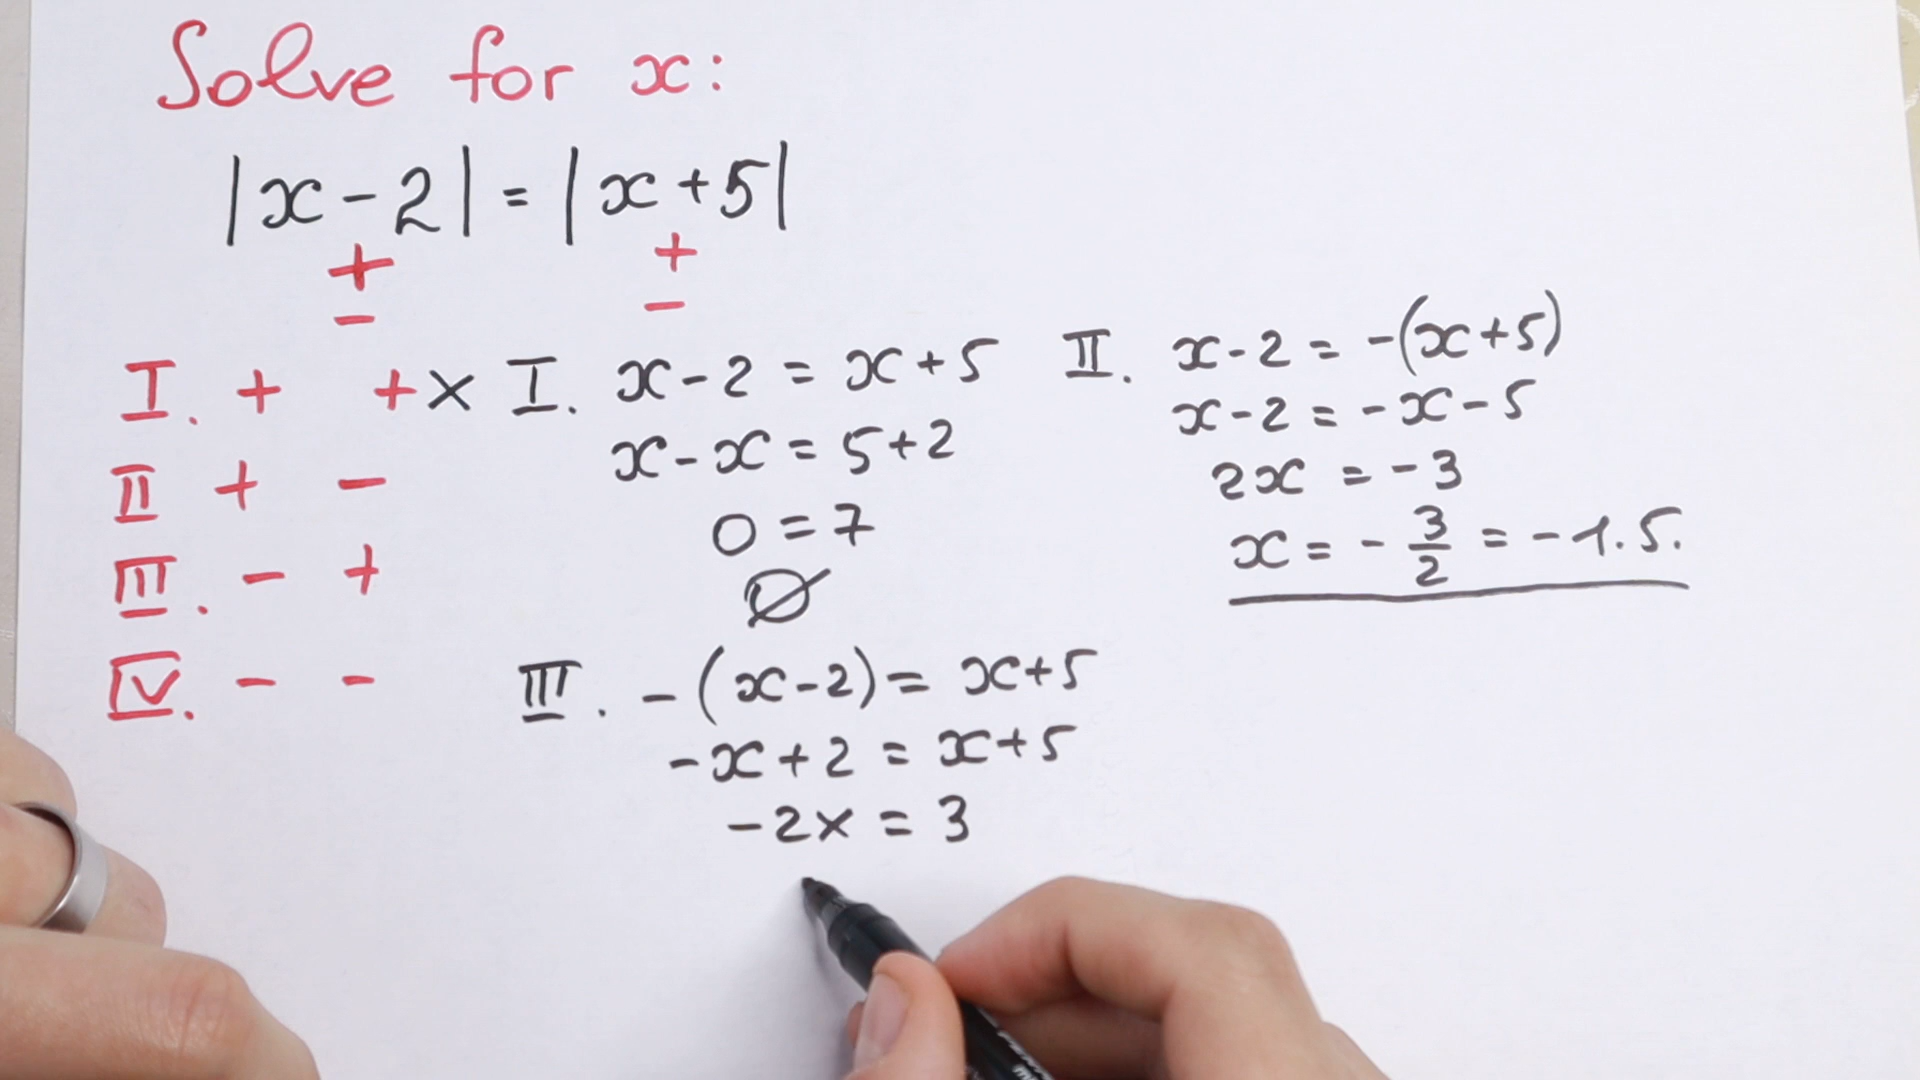 Solve for x:
|x-2| = |x+5|
+ +
- -
I. + + ×
II + -
III. - +
IV. - -
I. x-2 = x+5
x-x = 5+2
0 = 7
∅
II. x-2 = -(x+5)
x-2 = -x-5
2x = -3
x = -3/2 = -1.5.
III. -(x-2) = x+5
-x+2 = x+5
-2x = 3